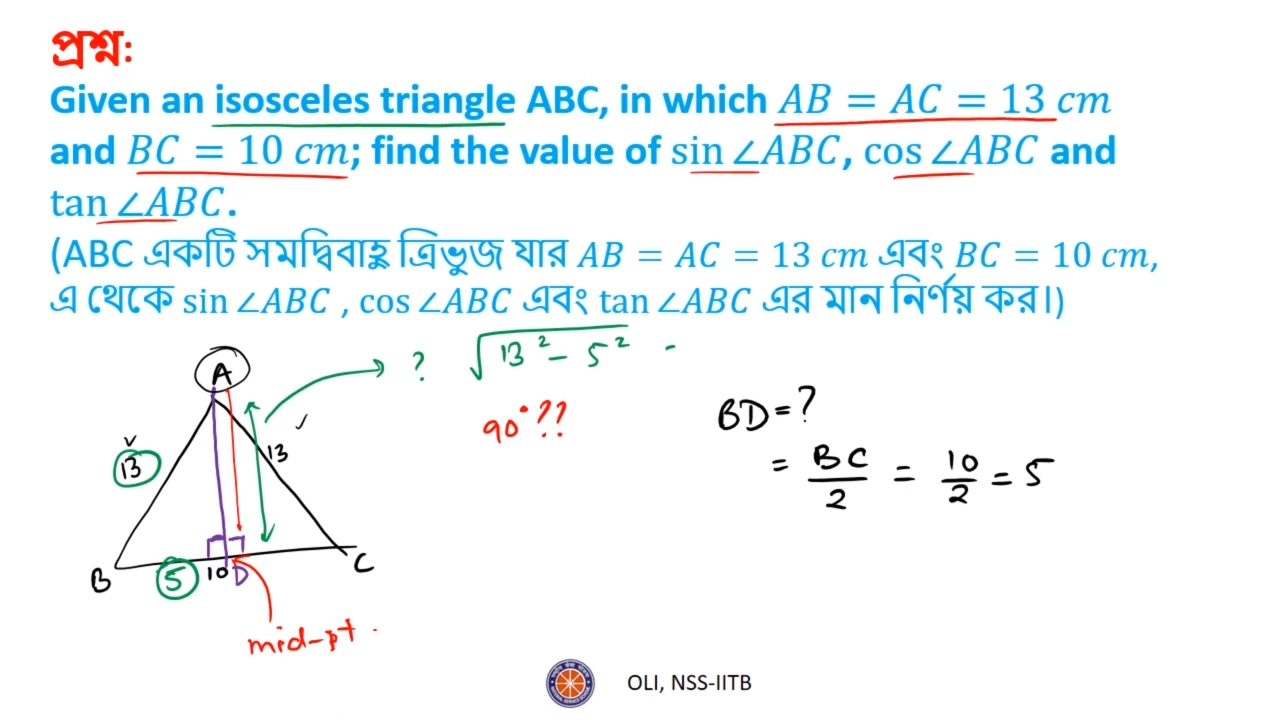 প্রশ্ন:
Given an isosceles triangle ABC, in which AB = AC = 13 cm
and BC = 10 cm; find the value of sin ∠ABC, cos ∠ABC and
tan ∠ABC.
(ABC একটি সমদ্বিবাহু ত্রিভুজ যার AB = AC = 13 cm এবং BC = 10 cm,
এ থেকে sin ∠ABC , cos ∠ABC এবং tan ∠ABC এর মান নির্ণয় কর।)
A
? √13² - 5² -
90° ??
BD = ?
= BC/2 = 10/2 = 5
13
13
B
5
10
D
C
mid-pt.
OLI, NSS-IITB